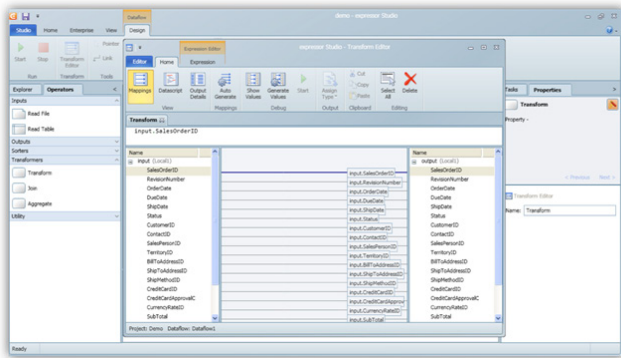 Dataflow
demo - expressor Studio
Studio Home Enterprise View Design
Start Stop Transform Editor Pointer Link
Run Transform Tools
Explorer Operators
Inputs
Read File
Read Table
Outputs
Sorters
Transformers
Transform
Join
Aggregate
Utility
Expression Editor
expressor Studio - Transform Editor
Editor Home Expression
Mappings Datascript Output Details Auto Generate Show Values Generate Values Start Assign Type Cut Copy Paste Select All Delete
View Mappings Debug Output Clipboard Editing
Transform
input.SalesOrderID
Name
input (Local1)
SalesOrderID
RevisionNumber
OrderDate
DueDate
ShipDate
Status
CustomerID
ContactID
SalesPersonID
TerritoryID
BillToAddressID
ShipToAddressID
ShipMethodID
CreditCardID
CreditCardApprovalC
CurrencyRateID
SubTotal
input.SalesOrderID
input.RevisionNumber
input.OrderDate
input.DueDate
input.ShipDate
input.Status
input.CustomerID
input.ContactID
input.SalesPersonID
input.TerritoryID
input.BillToAddressID
input.ShipToAddressID
input.ShipMethodID
input.CreditCardID
input.CreditCardApprov
input.CurrencyRateID
input.SubTotal
Name
output (Local1)
SalesOrderID
RevisionNumber
OrderDate
DueDate
ShipDate
Status
CustomerID
ContactID
SalesPersonID
TerritoryID
BillToAddressID
ShipToAddressID
ShipMethodID
CreditCardID
CreditCardApprovalC
CurrencyRateID
SubTotal
Project: Demo Dataflow: Dataflow1
Tasks Properties
Transform
Property -
< Previous Next >
Transform Editor
Name: Transform
Ready